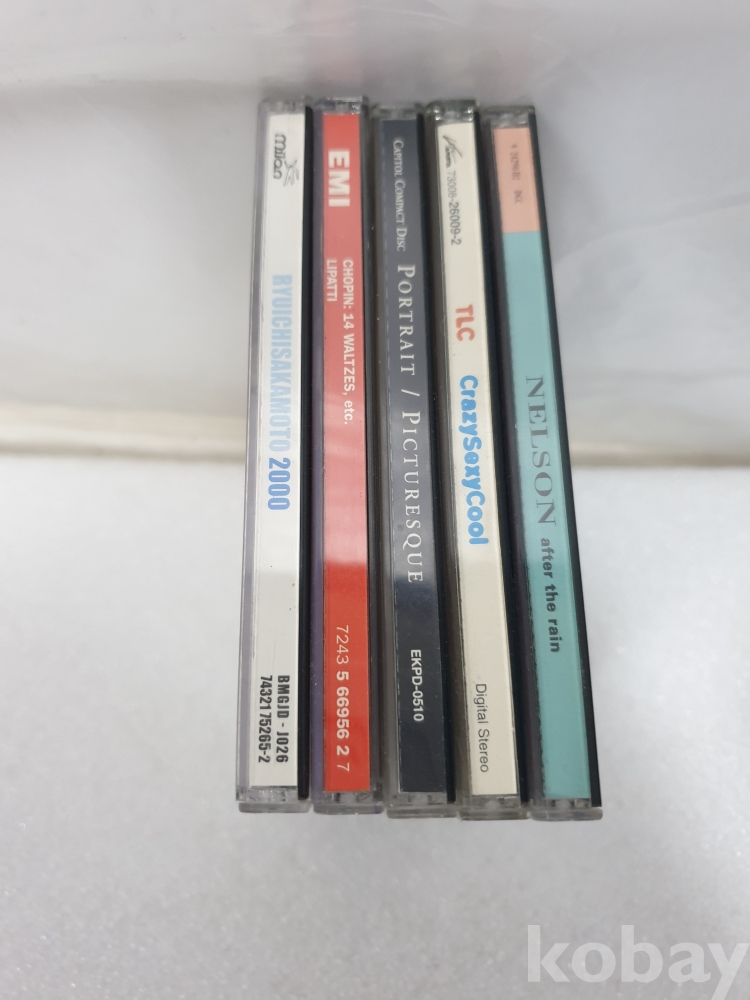 Milan
RYUICHISAKAMOTO 2000
BMGJD - J026
74321 75265-2
EMI
CHOPIN: 14 WALTZES, etc.
LIPATTI
7243 5 66956 2 7
CAPITOL COMPACT DISC
PORTRAIT / PICTURESQUE
EKPD-0510
73008-26009-2
TLC CrazySexyCool
Digital Stereo
NELSON after the rain
kobay